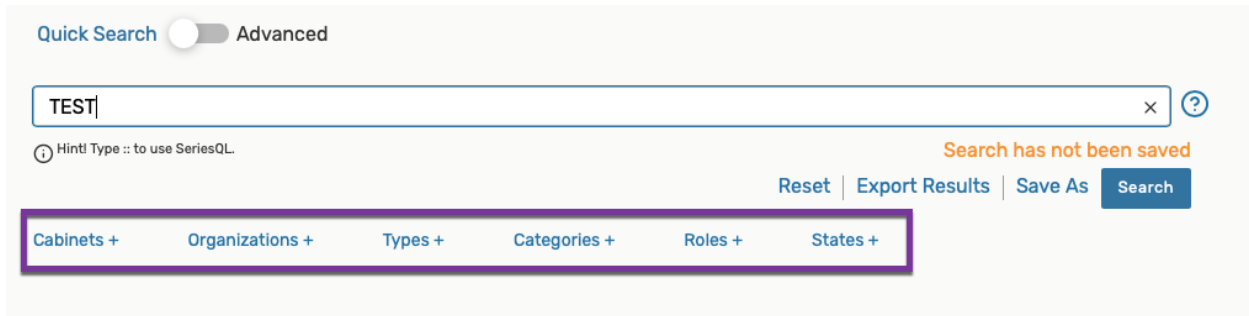 Quick Search Advanced
TEST
Hint! Type :: to use SeriesQL.
Search has not been saved
Reset Export Results Save As Search
Cabinets + Organizations + Types + Categories + Roles + States +